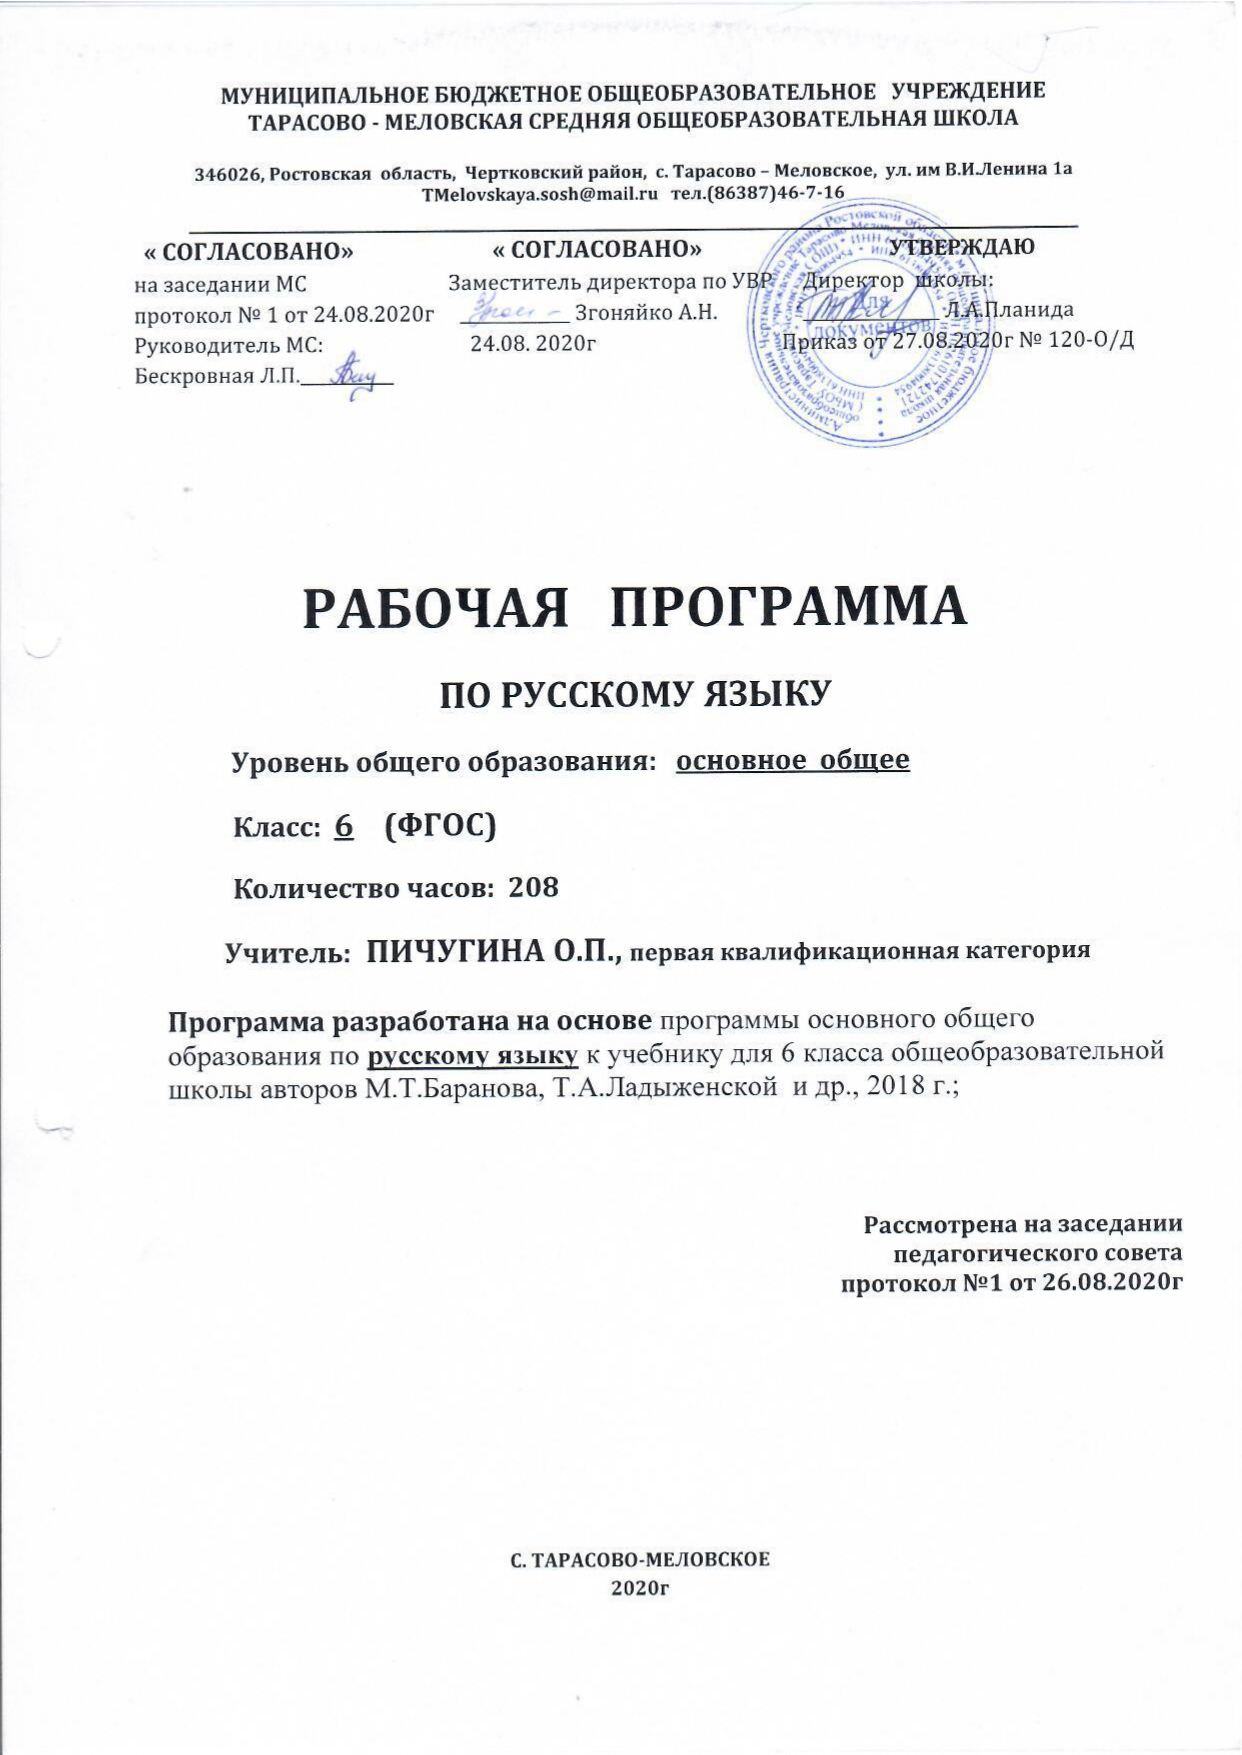 МУНИЦИПАЛЬНОЕ БЮДЖЕТНОЕ ОБЩЕОБРАЗОВАТЕЛЬНОЕ УЧРЕЖДЕНИЕ
ТАРАСОВО - МЕЛОВСКАЯ СРЕДНЯЯ ОБЩЕОБРАЗОВАТЕЛЬНАЯ ШКОЛА
346026, Ростовская область, Чертковский район, с. Тарасово – Меловское, ул. им В.И.Ленина 1а
TMelovskaya.sosh@mail.ru тел.(86387)46-7-16
« СОГЛАСОВАНО» « СОГЛАСОВАНО» УТВЕРЖДАЮ
на заседании МС Заместитель директора по УВР Директор школы:
протокол № 1 от 24.08.2020г __________ Згоняйко А.Н. ____________ Л.А.Планида
Руководитель МС: 24.08. 2020г Приказ от 27.08.2020г № 120-О/Д
Бескровная Л.П.________
для
документов
РАБОЧАЯ ПРОГРАММА
ПО РУССКОМУ ЯЗЫКУ
Уровень общего образования: основное общее
Класс: 6 (ФГОС)
Количество часов: 208
Учитель: ПИЧУГИНА О.П., первая квалификационная категория
Программа разработана на основе программы основного общего
образования по русскому языку к учебнику для 6 класса общеобразовательной
школы авторов М.Т.Баранова, Т.А.Ладыженской и др., 2018 г.;
Рассмотрена на заседании
педагогического совета
протокол №1 от 26.08.2020г
С. ТАРАСОВО-МЕЛОВСКОЕ
2020г